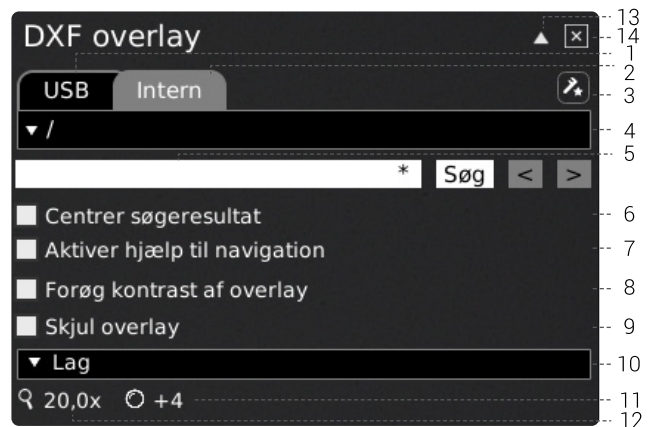 DXF overlay
13
14
1
USB Intern
2
3
/
4
5
* Søg < >
Centrer søgeresultat
6
Aktiver hjælp til navigation
7
Forøg kontrast af overlay
8
Skjul overlay
9
Lag
10
20,0x +4
11
12